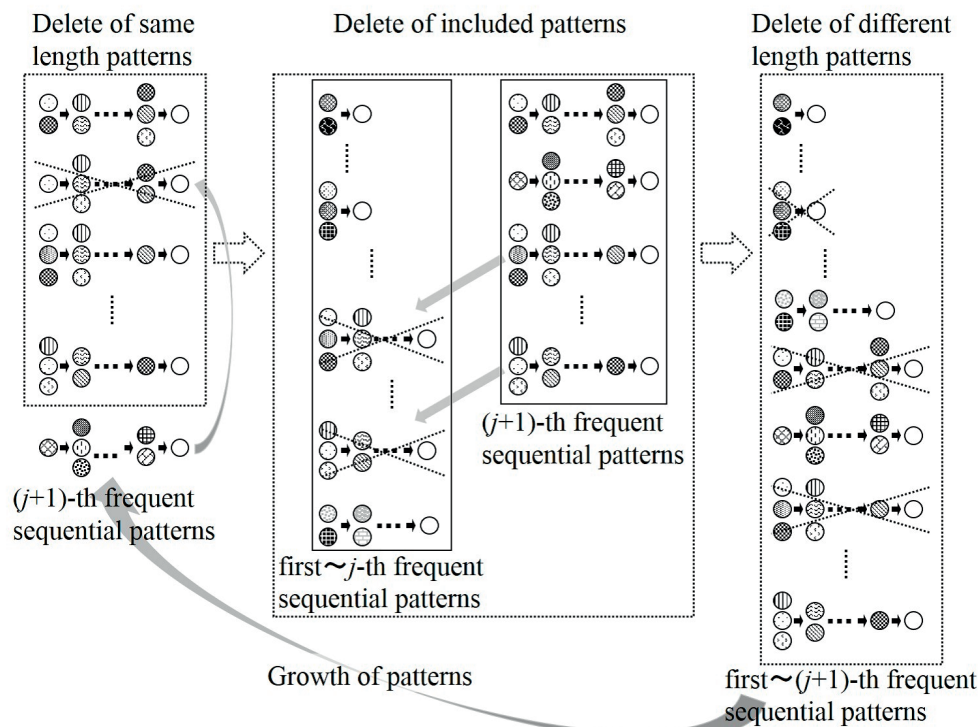 Delete of same
length patterns
Delete of included patterns
Delete of different
length patterns
(j+1)-th frequent
sequential patterns
(j+1)-th frequent
sequential patterns
first~j-th frequent
sequential patterns
Growth of patterns
first~(j+1)-th frequent
sequential patterns